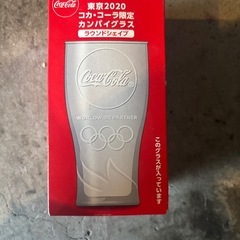 Coca-Cola
東京2020
コカ・コーラ限定
カンパイグラス
ラウンドシェイプ
Coca-Cola
WORLDWIDE PARTNER
このグラスが入っています